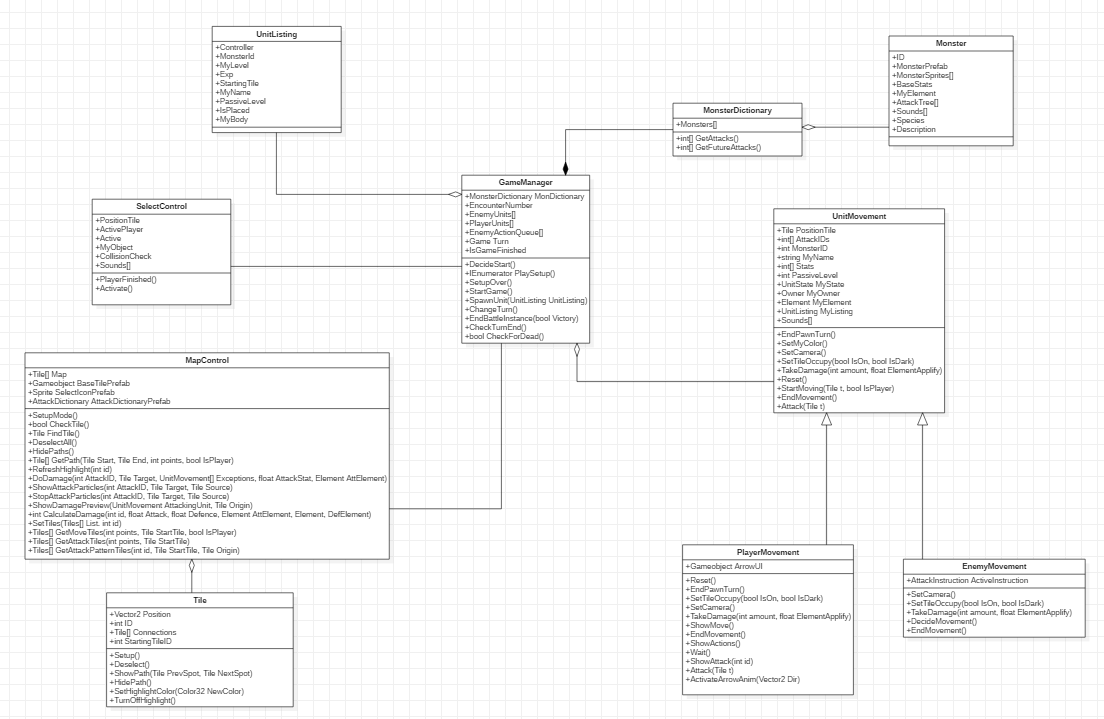 UnitListing
+Controller
+MonsterId
+MyLevel
+Exp
+StartingTile
+MyName
+PassiveLevel
+IsPlaced
+MyBody
Monster
+ID
+MonsterPrefab
+MonsterSprites[]
+BaseStats
+MyElement
+AttackTree[]
+Sounds[]
+Species
+Description
MonsterDictionary
+Monsters[]
+int[] GetAttacks()
+int[] GetFutureAttacks()
GameManager
+MonsterDictionary MonDictionary
+EncounterNumber
+EnemyUnits[]
+PlayerUnits[]
+EnemyActionQueue[]
+Game Turn
+IsGameFinished
+DecideStart()
+IEnumerator PlaySetup()
+SetupOver()
+StartGame()
+SpawnUnit(UnitListing UnitListing)
+ChangeTurn()
+EndBattleInstance(bool Victory)
+CheckTurnEnd()
+bool CheckForDead()
SelectControl
+PositionTile
+ActivePlayer
+Active
+MyObject
+CollisionCheck
+Sounds[]
+PlayerFinished()
+Activate()
UnitMovement
+Tile PositionTile
+int[] AttackIDs
+int MonsterID
+string MyName
+int[] Stats
+int PassiveLevel
+UnitState MyState
+Owner MyOwner
+Element MyElement
+UnitListing MyListing
+Sounds[]
+EndPawnTurn()
+SetMyColor()
+SetCamera()
+SetTileOccupy(bool IsOn, bool IsDark)
+TakeDamage(int amount, float ElementApplify)
+Reset()
+StartMoving(Tile t, bool IsPlayer)
+EndMovement()
+Attack(Tile t)
MapControl
+Tile[] Map
+Gameobject BaseTilePrefab
+Sprite SelectIconPrefab
+AttackDictionary AttackDictionaryPrefab
+SetupMode()
+bool CheckTile()
+Tile FindTile()
+DeselectAll()
+HidePaths()
+Tile[] GetPath(Tile Start, Tile End, int points, bool IsPlayer)
+RefreshHighlight(int id)
+DoDamage(int AttackID, Tile Target, UnitMovement[] Exceptions, float AttackStat, Element AttElement)
+ShowAttackParticles(int AttackID, Tile Target, Tile Source)
+StopAttackParticles(int AttackID, Tile Target, Tile Source)
+ShowDamagePreview(UnitMovement AttackingUnit, Tile Origin)
+int CalculateDamage(int id, float Attack, float Defence, Element AttElement, Element, DefElement)
+SetTiles(Tiles[] List. int id)
+Tiles[] GetMoveTiles(int points, Tile StartTile, bool IsPlayer)
+Tiles[] GetAttackTiles(int points, Tile StartTile)
+Tiles[] GetAttackPatternTiles(int id, Tile StartTile, Tile Origin)
Tile
+Vector2 Position
+int ID
+Tile[] Connections
+int StartingTileID
+Setup()
+Deselect()
+ShowPath(Tile PrevSpot, Tile NextSpot)
+HidePath()
+SetHighlightColor(Color32 NewColor)
+TurnOffHighlight()
PlayerMovement
+Gameobject ArrowUI
+Reset()
+EndPawnTurn()
+SetTileOccupy(bool IsOn, bool IsDark)
+SetCamera()
+TakeDamage(int amount, float ElementApplify)
+ShowMove()
+EndMovement()
+ShowActions()
+Wait()
+ShowAttack(int id)
+Attack(Tile t)
+ActivateArrowAnim(Vector2 Dir)
EnemyMovement
+AttackInstruction ActiveInstruction
+SetCamera()
+SetTileOccupy(bool IsOn, bool IsDark)
+TakeDamage(int amount, float ElementApplify)
+DecideMovement()
+EndMovement()